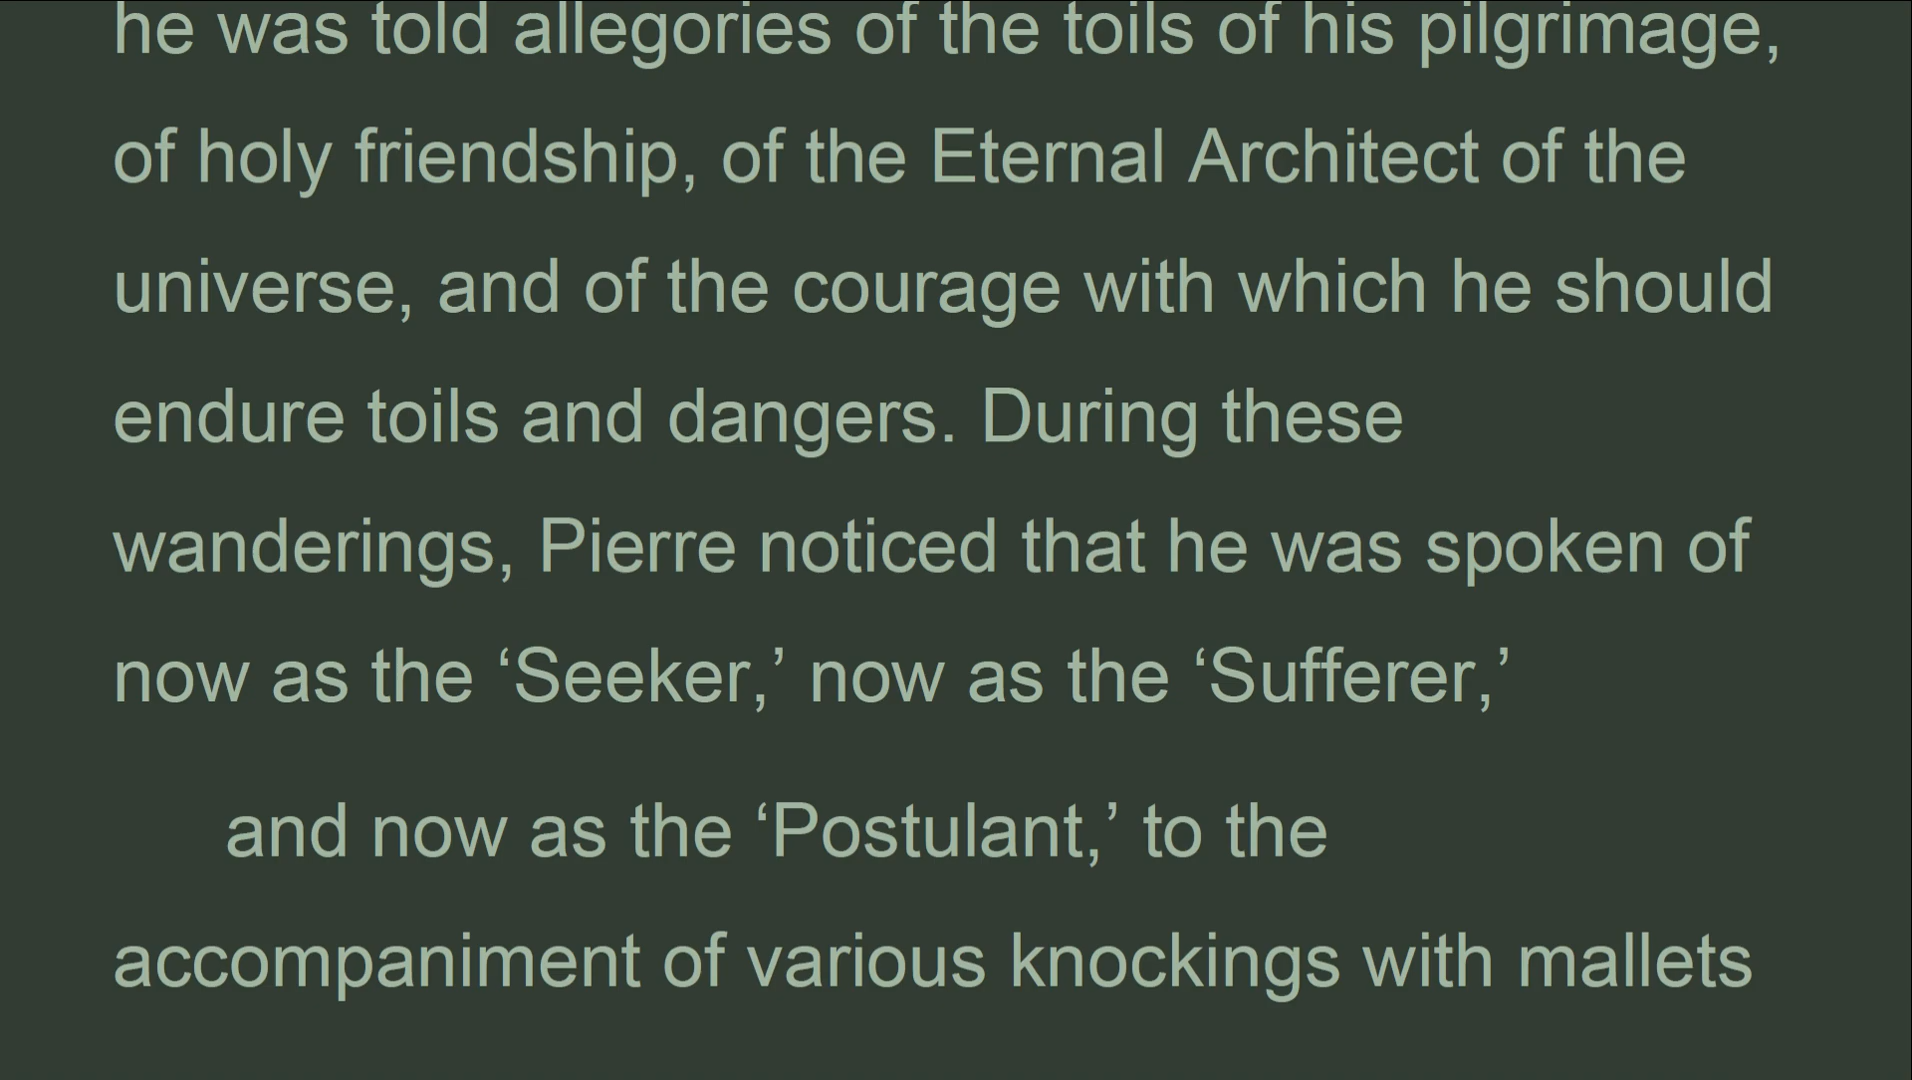 he was told allegories of the toils of his pilgrimage,
of holy friendship, of the Eternal Architect of the
universe, and of the courage with which he should
endure toils and dangers. During these
wanderings, Pierre noticed that he was spoken of
now as the ‘Seeker,’ now as the ‘Sufferer,’
and now as the ‘Postulant,’ to the
accompaniment of various knockings with mallets